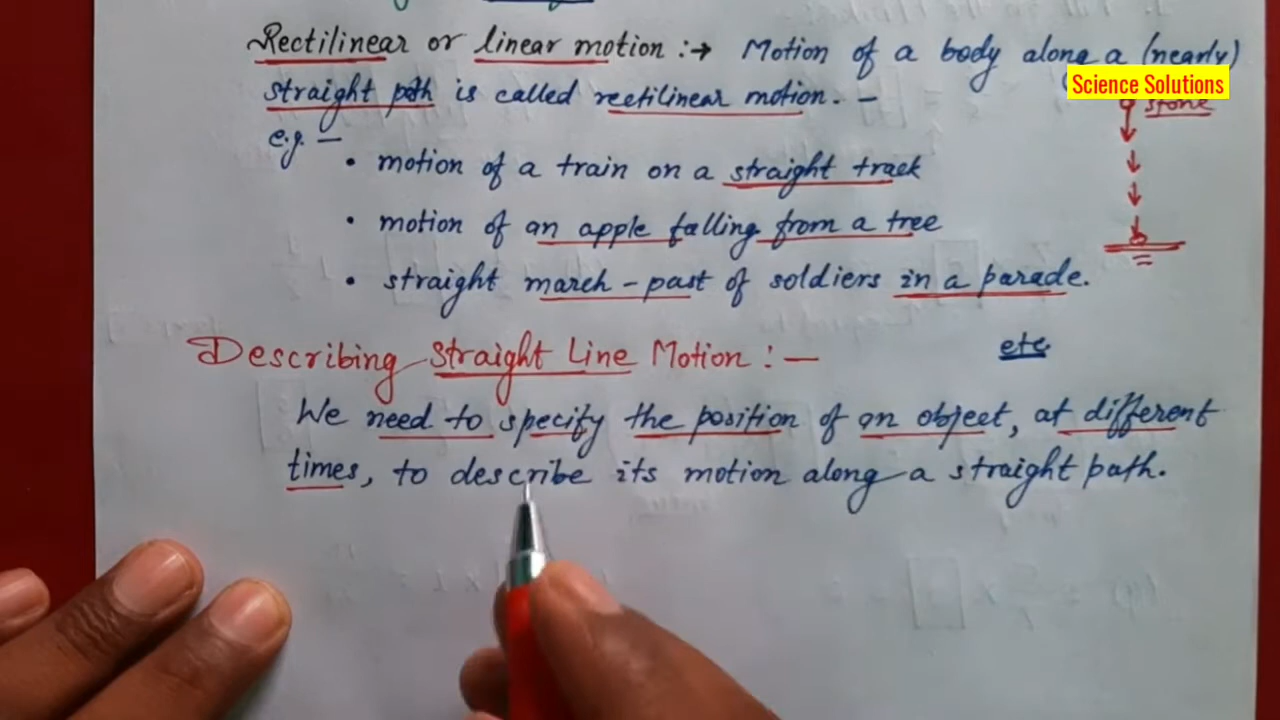 Rectilinear or linear motion :→ Motion of a body along a (nearly)
straight path is called rectilinear motion. –
Science Solutions
stone
e.g. –
• motion of a train on a straight track
• motion of an apple falling from a tree
• straight march-past of soldiers in a parade.
etc
Describing Straight Line Motion :–
We need to specify the position of an object, at different
times, to describe its motion along a straight path.